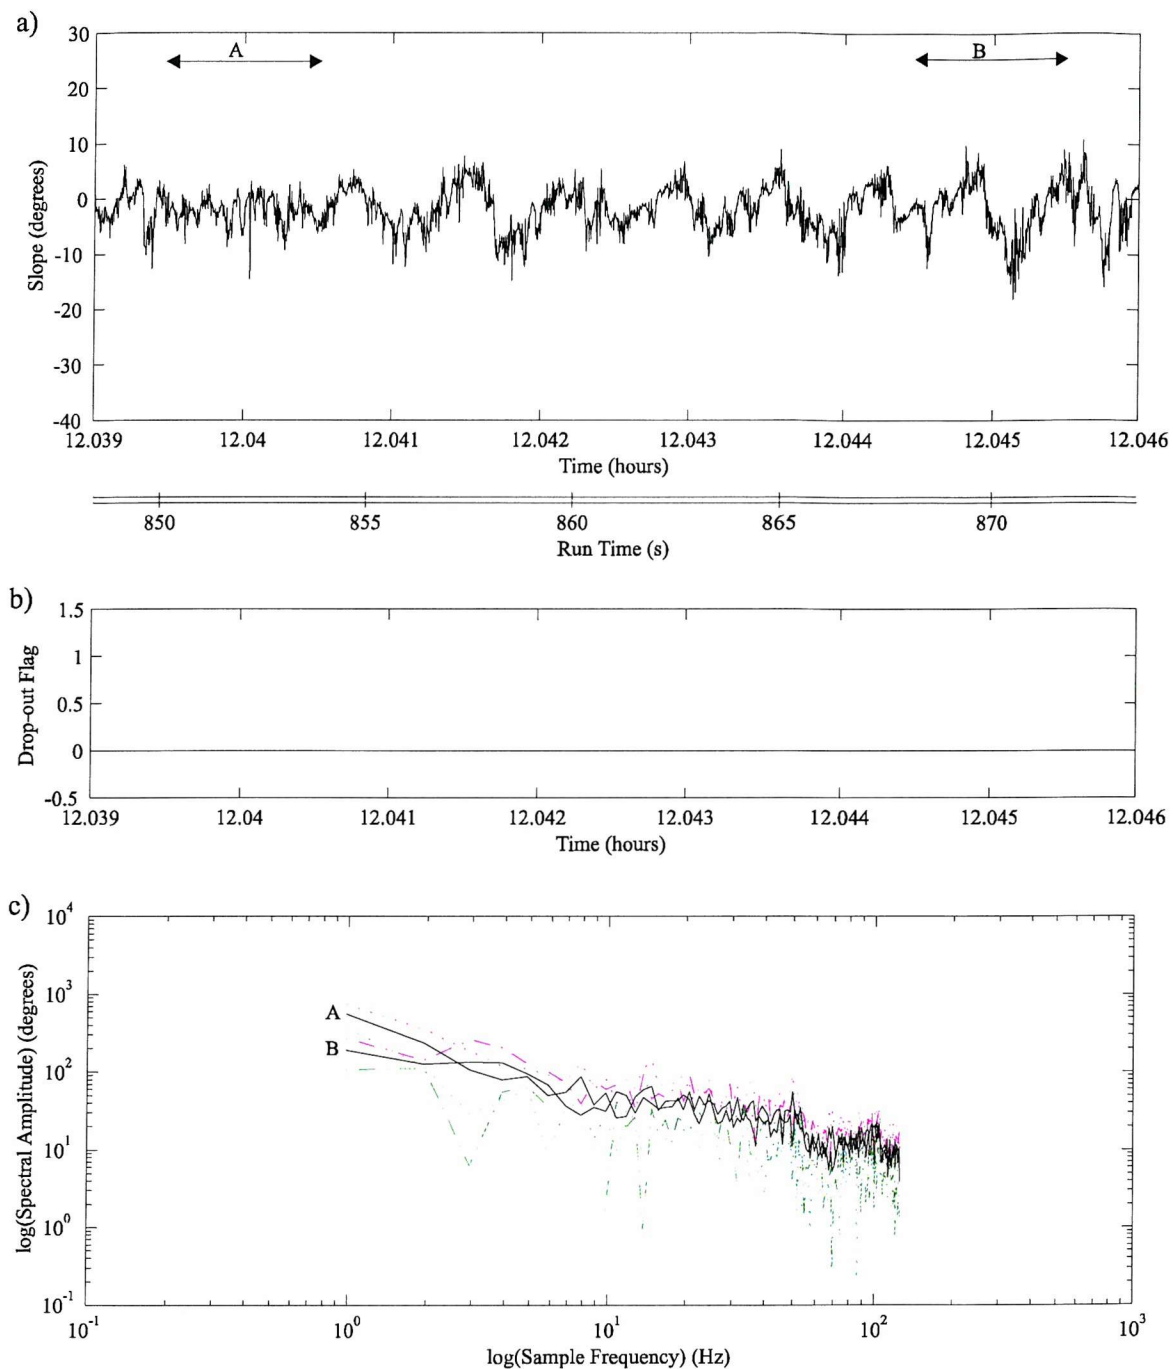 a)
30
20
10
0
-10
-20
-30
-40
Slope (degrees)
A
B
12.039 12.04 12.041 12.042 12.043 12.044 12.045 12.046
Time (hours)
850 855 860 865 870
Run Time (s)
b)
1.5
1
0.5
0
-0.5
Drop-out Flag
12.039 12.04 12.041 12.042 12.043 12.044 12.045 12.046
Time (hours)
c)
10^4
10^3
10^2
10^1
10^0
10^-1
log(Spectral Amplitude) (degrees)
A
B
10^-1 10^0 10^1 10^2 10^3
log(Sample Frequency) (Hz)